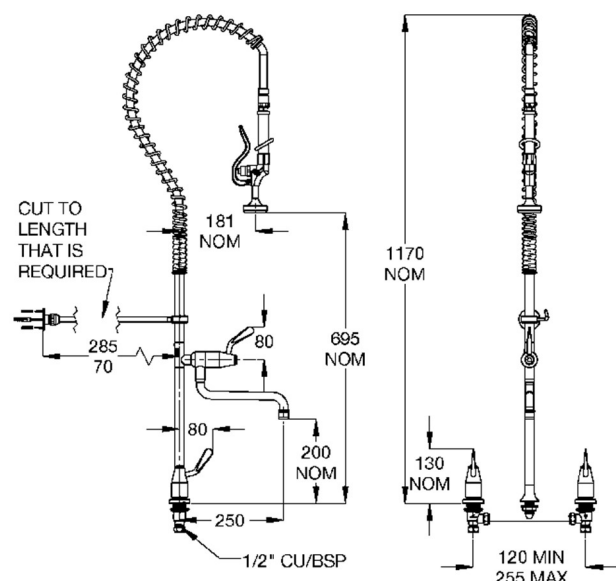 CUT TO
LENGTH
THAT IS
REQUIRED
181
NOM
1170
NOM
285
70
80
695
NOM
80
200
NOM
130
NOM
250
1/2" CU/BSP
120 MIN
255 MAX